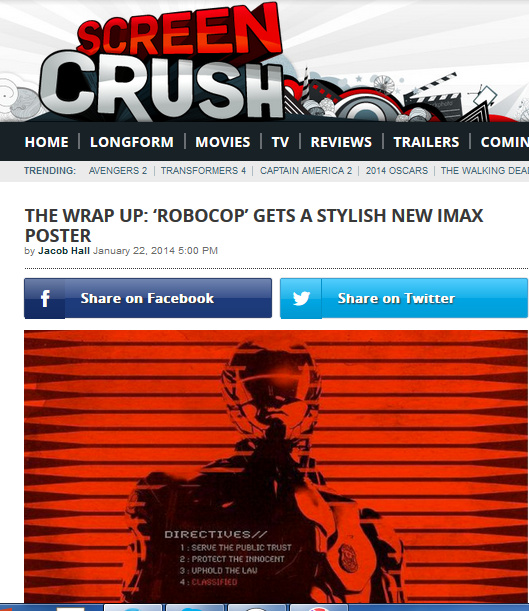 SCREEN
CRUSH
HOME | LONGFORM | MOVIES | TV | REVIEWS | TRAILERS | COMIN
TRENDING: AVENGERS 2 | TRANSFORMERS 4 | CAPTAIN AMERICA 2 | 2014 OSCARS | THE WALKING DEA
THE WRAP UP: ‘ROBOCOP’ GETS A STYLISH NEW IMAX
POSTER
by Jacob Hall January 22, 2014 5:00 PM
f Share on Facebook Share on Twitter
DIRECTIVES//
1 : SERVE THE PUBLIC TRUST
2 : PROTECT THE INNOCENT
3 : UPHOLD THE LAW
4 : CLASSIFIED